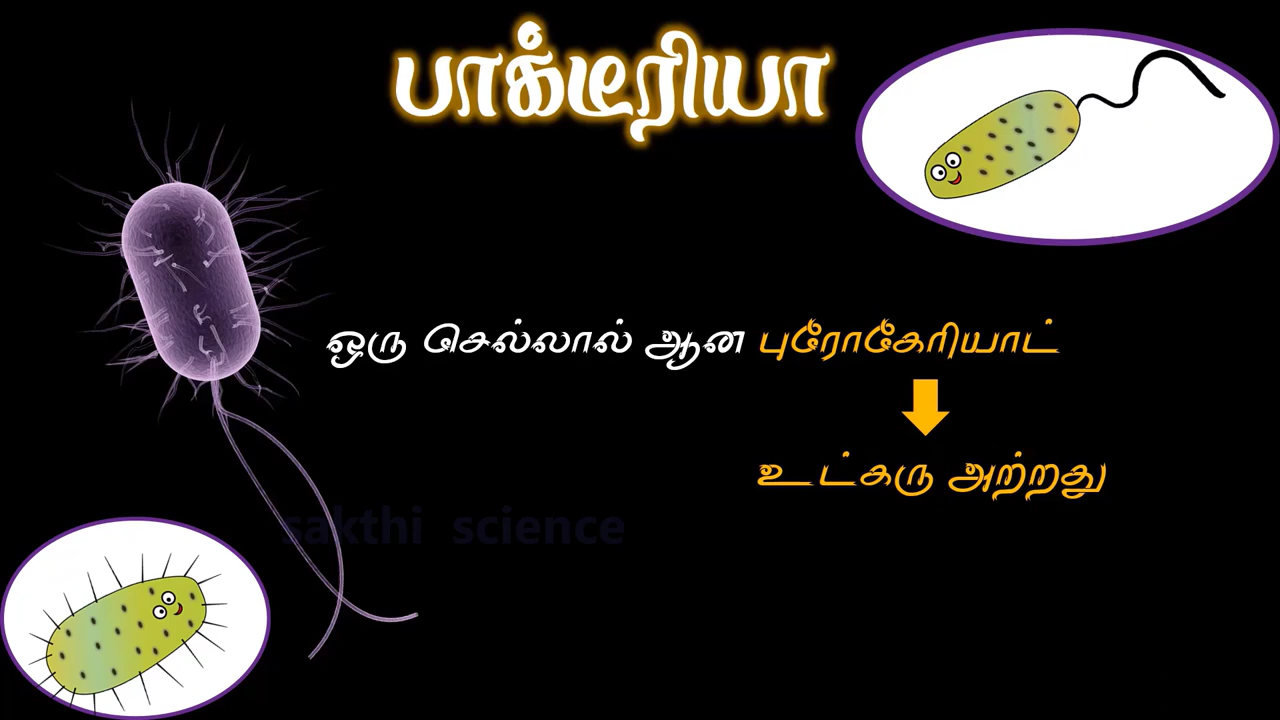 பாக்டீரியா
ஒரு செல்லால் ஆன புரோகேரியாட்
உட்கரு அற்றது
sakthi science